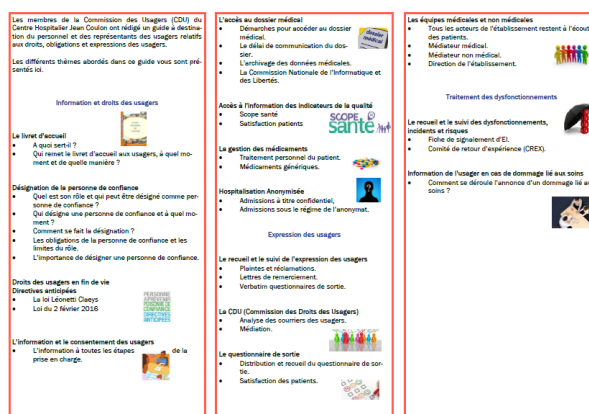 Les membres de la Commission des Usagers (CDU) du
Centre Hospitalier Jean Coulon ont rédigé un guide à destina-
tion du personnel et des représentants des usagers relatifs
aux droits, obligations et expressions des usagers.
Les différents thèmes abordés dans ce guide vous sont pré-
sentés ici.
Information et droits des usagers
Le livret d'accueil
• A quoi sert-il ?
• Qui remet le livret d'accueil aux usagers, à quel mo-
ment et de quelle manière ?
Désignation de la personne de confiance
• Quel est son rôle et qui peut être désigné comme per-
sonne de confiance ?
• Qui désigne une personne de confiance et à quel mo-
ment ?
• Comment se fait la désignation ?
• Les obligations de la personne de confiance et les
limites du rôle.
• L'importance de désigner une personne de confiance.
Droits des usagers en fin de vie
Directives anticipées
• La loi Léonetti Claeys
• Loi du 2 février 2016
PERSONNE
A PREVENIR
PERSONNE DE
CONFIANCE
DIRECTIVES
ANTICIPÉES
L'information et le consentement des usagers
• L'information à toutes les étapes de la
prise en charge.
L'accès au dossier médical
• Démarches pour accéder au dossier
médical.
• Le délai de communication du dos-
sier.
• L'archivage des données médicales.
• La Commission Nationale de l'Informatique et
des Libertés.
dossier
médical
Accès à l'information des indicateurs de la qualité
• Scope santé
• Satisfaction patients
SCOPE
santé
La gestion des médicaments
• Traitement personnel du patient.
• Médicaments génériques.
Hospitalisation Anonymisée
• Admissions à titre confidentiel,
• Admissions sous le régime de l'anonymat.
Expression des usagers
Le recueil et le suivi de l'expression des usagers
• Plaintes et réclamations.
• Lettres de remerciement.
• Verbatim questionnaires de sortie.
La CDU (Commission des Droits des Usagers)
• Analyse des courriers des usagers.
• Médiation.
Le questionnaire de sortie
• Distribution et recueil du questionnaire de sor-
tie.
• Satisfaction des patients.
Les équipes médicales et non médicales
• Tous les acteurs de l'établissement restent à l'écout
des patients.
• Médiateur médical.
• Médiateur non médical.
• Direction de l'établissement.
Traitement des dysfonctionnements
Le recueil et le suivi des dysfonctionnements,
incidents et risques
• Fiche de signalement d'EI.
• Comité de retour d'expérience (CREX).
Information de l'usager en cas de dommage lié aux soins
• Comment se déroule l'annonce d'un dommage lié au
soins ?